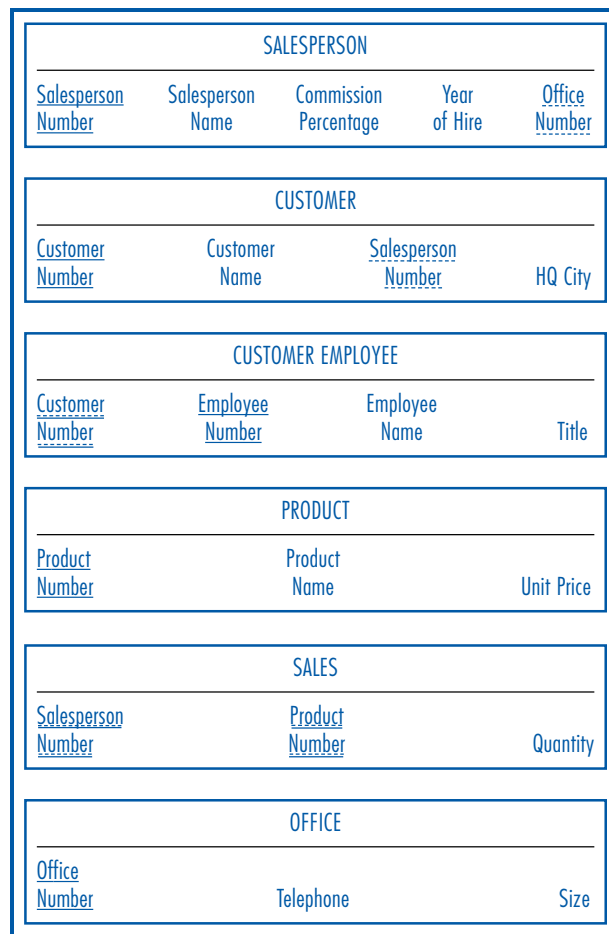 SALESPERSON
Salesperson Salesperson Commission Year Office
Number Name Percentage of Hire Number
CUSTOMER
Customer Customer Salesperson
Number Name Number HQ City
CUSTOMER EMPLOYEE
Customer Employee Employee
Number Number Name Title
PRODUCT
Product Product
Number Name Unit Price
SALES
Salesperson Product
Number Number Quantity
OFFICE
Office
Number Telephone Size